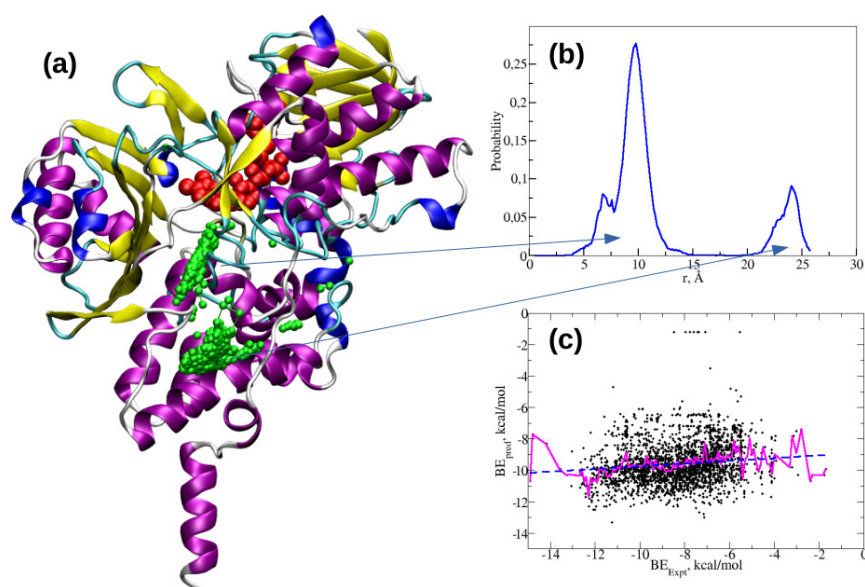 (a)
(b)
0,25
0,2
0,15
0,1
0,05
0
Probability
0 5 10 15 20 25 30
r, Å
(c)
0
-2
-4
-6
-8
-10
-12
-14
BEpred, kcal/mol
-14 -12 -10 -8 -6 -4 -2 0
BEExpt, kcal/mol